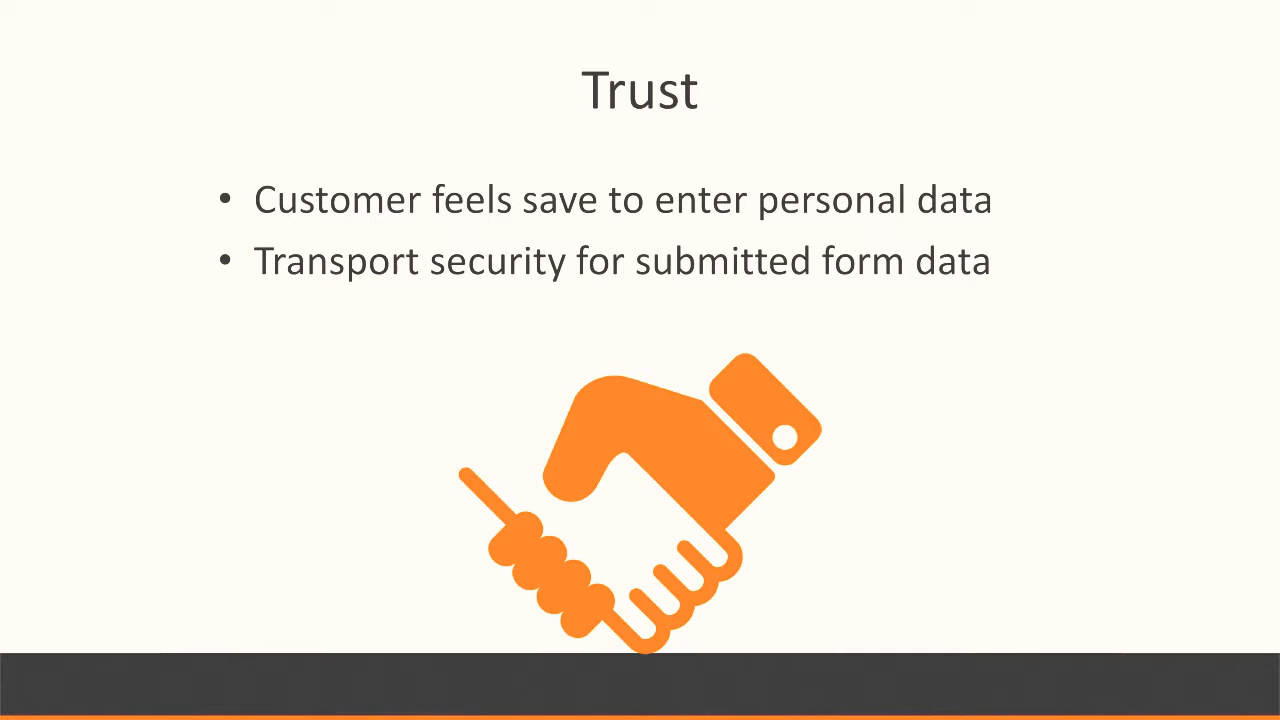 Trust
• Customer feels save to enter personal data
• Transport security for submitted form data